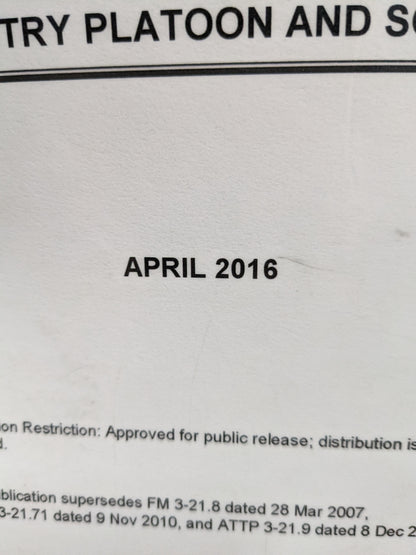 TRY PLATOON AND S
APRIL 2016
on Restriction: Approved for public release; distribution is
d.
blication supersedes FM 3-21.8 dated 28 Mar 2007,
3-21.71 dated 9 Nov 2010, and ATTP 3-21.9 dated 8 Dec 2